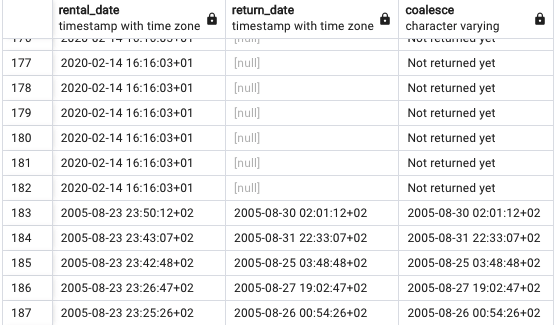 rental_date return_date coalesce
timestamp with time zone timestamp with time zone character varying
176 2020-02-14 16:16:03+01 [null] Not returned yet
177 2020-02-14 16:16:03+01 [null] Not returned yet
178 2020-02-14 16:16:03+01 [null] Not returned yet
179 2020-02-14 16:16:03+01 [null] Not returned yet
180 2020-02-14 16:16:03+01 [null] Not returned yet
181 2020-02-14 16:16:03+01 [null] Not returned yet
182 2020-02-14 16:16:03+01 [null] Not returned yet
183 2005-08-23 23:50:12+02 2005-08-30 02:01:12+02 2005-08-30 02:01:12+02
184 2005-08-23 23:43:07+02 2005-08-31 22:33:07+02 2005-08-31 22:33:07+02
185 2005-08-23 23:42:48+02 2005-08-25 03:48:48+02 2005-08-25 03:48:48+02
186 2005-08-23 23:26:47+02 2005-08-27 19:02:47+02 2005-08-27 19:02:47+02
187 2005-08-23 23:25:26+02 2005-08-26 00:54:26+02 2005-08-26 00:54:26+02